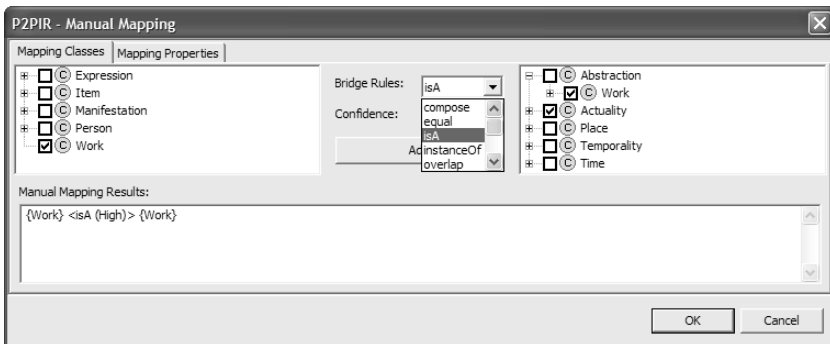 P2PIR - Manual Mapping
Mapping Classes Mapping Properties
C Expression
C Item
C Manifestation
C Person
C Work
Bridge Rules: isA
Confidence:
compose
equal
isA
instanceOf
overlap
Ad
C Abstraction
C Work
C Actuality
C Place
C Temporality
C Time
Manual Mapping Results:
{Work} <isA (High)> {Work}
OK Cancel